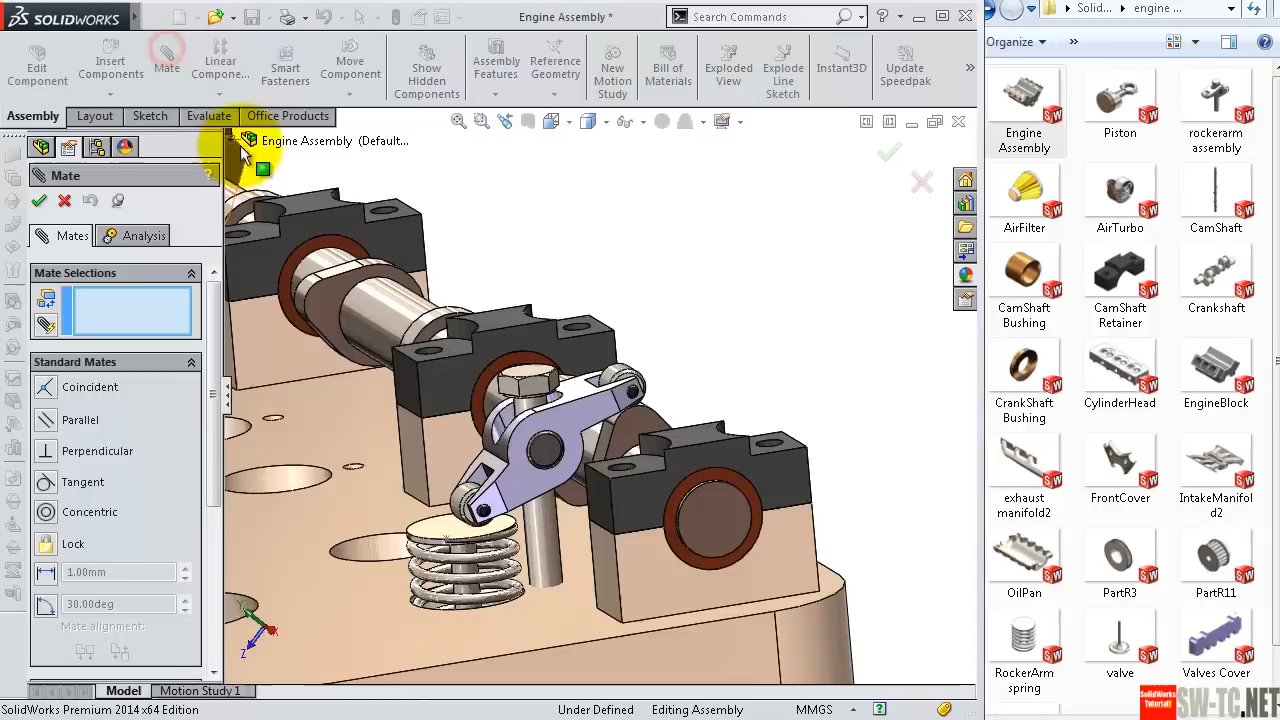 SOLIDWORKS
Engine Assembly *
Search Commands
Solid...
engine ...
Edit Component
Insert Components
Mate
Linear Compone...
Smart Fasteners
Move Component
Show Hidden Components
Assembly Features
Reference Geometry
New Motion Study
Bill of Materials
Exploded View
Explode Line Sketch
Instant3D
Update Speedpak
Organize
Assembly
Layout
Sketch
Evaluate
Office Products
Engine Assembly (Default...
Mate
Mates
Analysis
Mate Selections
Standard Mates
Coincident
Parallel
Perpendicular
Tangent
Concentric
Lock
1.00mm
30.00deg
Mate alignment:
Y
X
Z
Model
Motion Study 1
SolidWorks Premium 2014 x64 Edition
Under Defined
Editing Assembly
MMGS
Engine Assembly
Piston
rockerarm assembly
AirFilter
AirTurbo
CamShaft
CamShaft Bushing
CamShaft Retainer
Crankshaft
CrankShaft Bushing
CylinderHead
EngineBlock
exhaust manifold2
FrontCover
IntakeManifold2
OilPan
PartR3
PartR11
RockerArm spring
valve
Valves Cover
SolidWorks Tutorial
SW-TC.NET